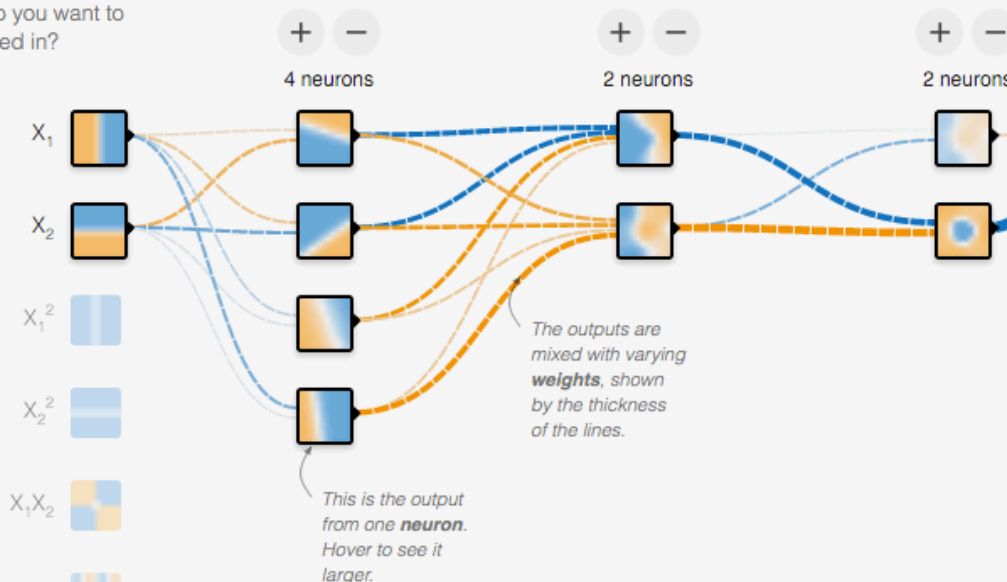 o you want to
ed in?
+ −
+ −
+ −
4 neurons
2 neurons
2 neurons
X₁
X₂
X₁²
X₂²
X₁X₂
The outputs are
mixed with varying
weights, shown
by the thickness
of the lines.
This is the output
from one neuron.
Hover to see it
larger.